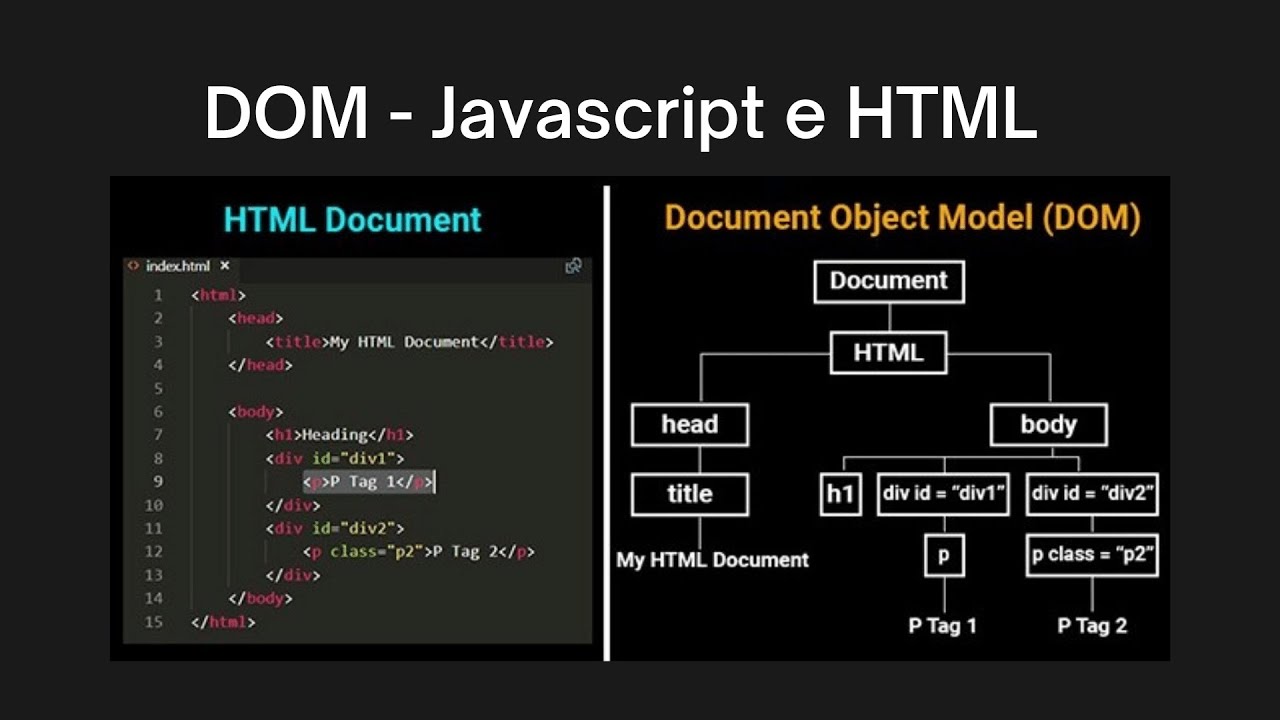 DOM - Javascript e HTML
HTML Document
index.html ×
1 <html>
2 <head>
3 <title>My HTML Document</title>
4 </head>
5
6 <body>
7 <h1>Heading</h1>
8 <div id="div1">
9 <p>P Tag 1</p>
10 </div>
11 <div id="div2">
12 <p class="p2">P Tag 2</p>
13 </div>
14 </body>
15 </html>
Document Object Model (DOM)
Document
HTML
head
body
title
h1
div id = “div1”
div id = “div2”
My HTML Document
p
p class = “p2”
P Tag 1
P Tag 2